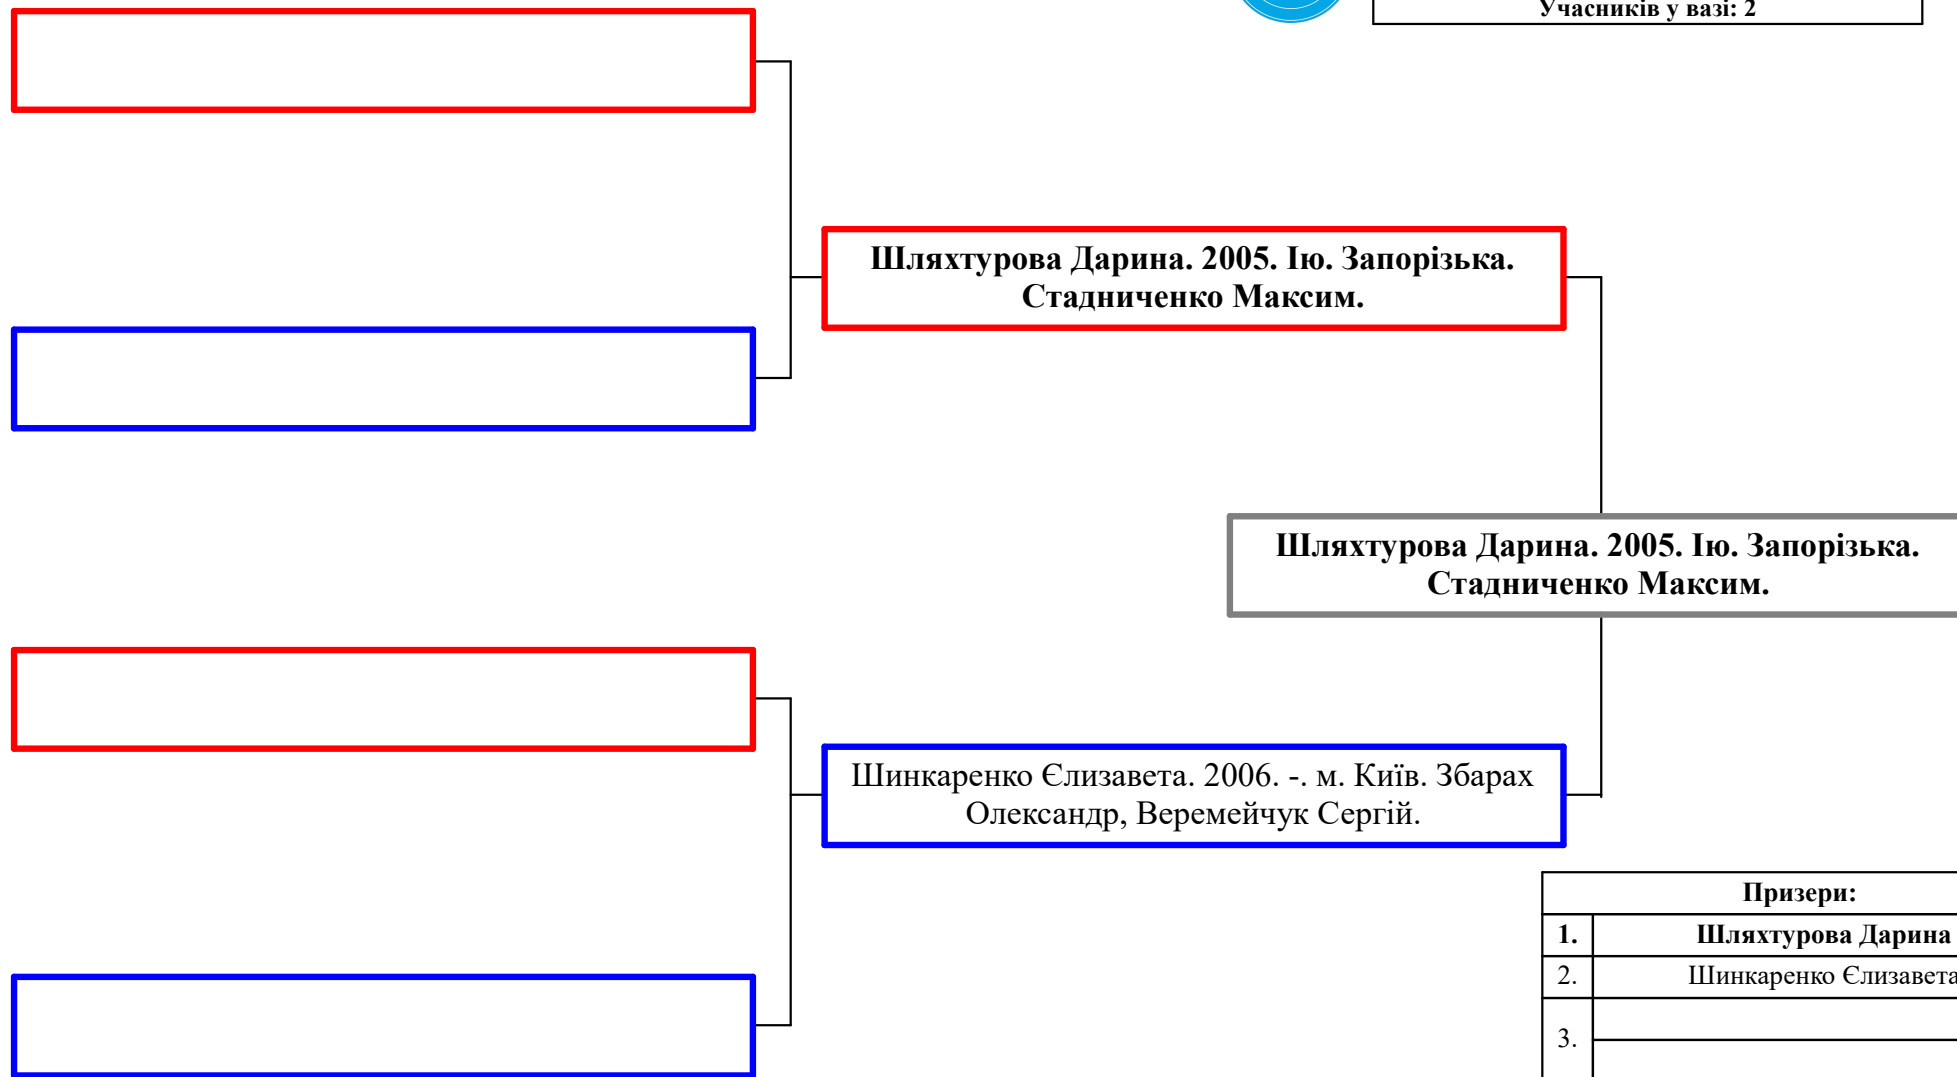 Учасників у вазі: 2
Шляхтурова Дарина. 2005. Ію. Запорізька.
Стадниченко Максим.
Шляхтурова Дарина. 2005. Ію. Запорізька.
Стадниченко Максим.
Шинкаренко Єлизавета. 2006. -. м. Київ. Збарах
Олександр, Веремейчук Сергій.
Призери:
1. Шляхтурова Дарина
2. Шинкаренко Єлизавета
3.